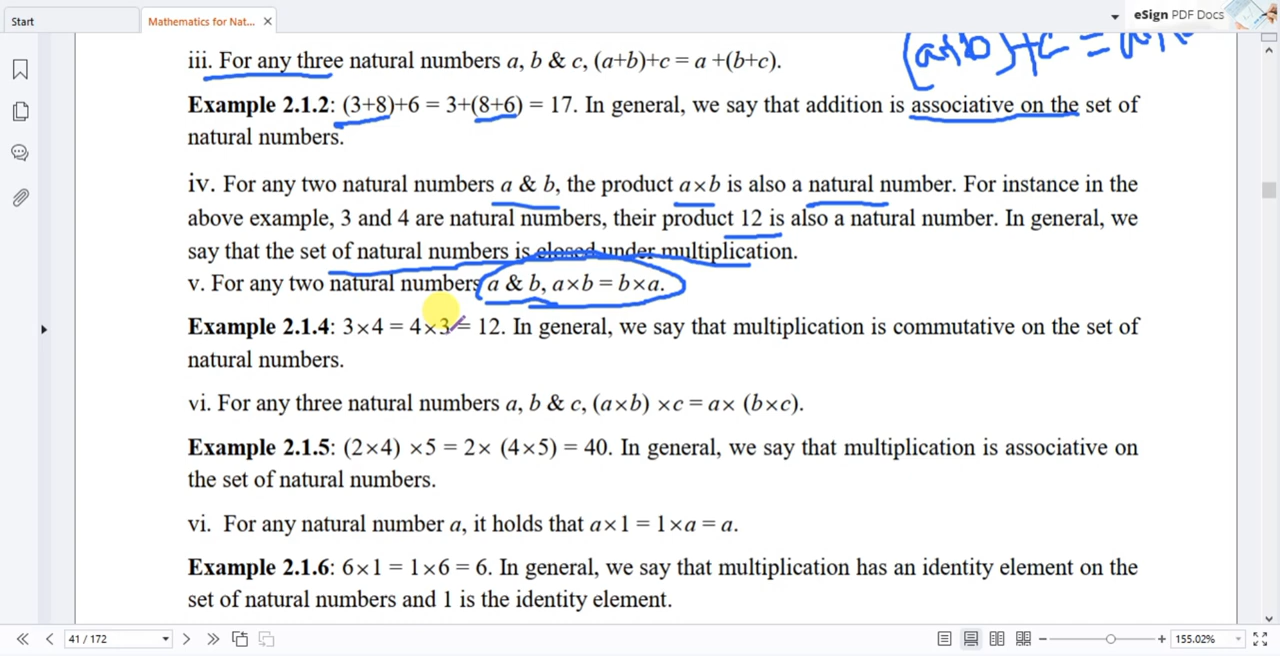 Start
Mathematics for Nat...
eSign PDF Docs
iii. For any three natural numbers a, b & c, (a+b)+c = a +(b+c).
(a+b)+c =
Example 2.1.2: (3+8)+6 = 3+(8+6) = 17. In general, we say that addition is associative on the set of
natural numbers.
iv. For any two natural numbers a & b, the product a×b is also a natural number. For instance in the
above example, 3 and 4 are natural numbers, their product 12 is also a natural number. In general, we
say that the set of natural numbers is closed under multiplication.
v. For any two natural numbers a & b, a×b = b×a.
Example 2.1.4: 3×4 = 4×3 = 12. In general, we say that multiplication is commutative on the set of
natural numbers.
vi. For any three natural numbers a, b & c, (a×b) ×c = a× (b×c).
Example 2.1.5: (2×4) ×5 = 2× (4×5) = 40. In general, we say that multiplication is associative on
the set of natural numbers.
vi. For any natural number a, it holds that a×1 = 1×a = a.
Example 2.1.6: 6×1 = 1×6 = 6. In general, we say that multiplication has an identity element on the
set of natural numbers and 1 is the identity element.
41 / 172
155.02%